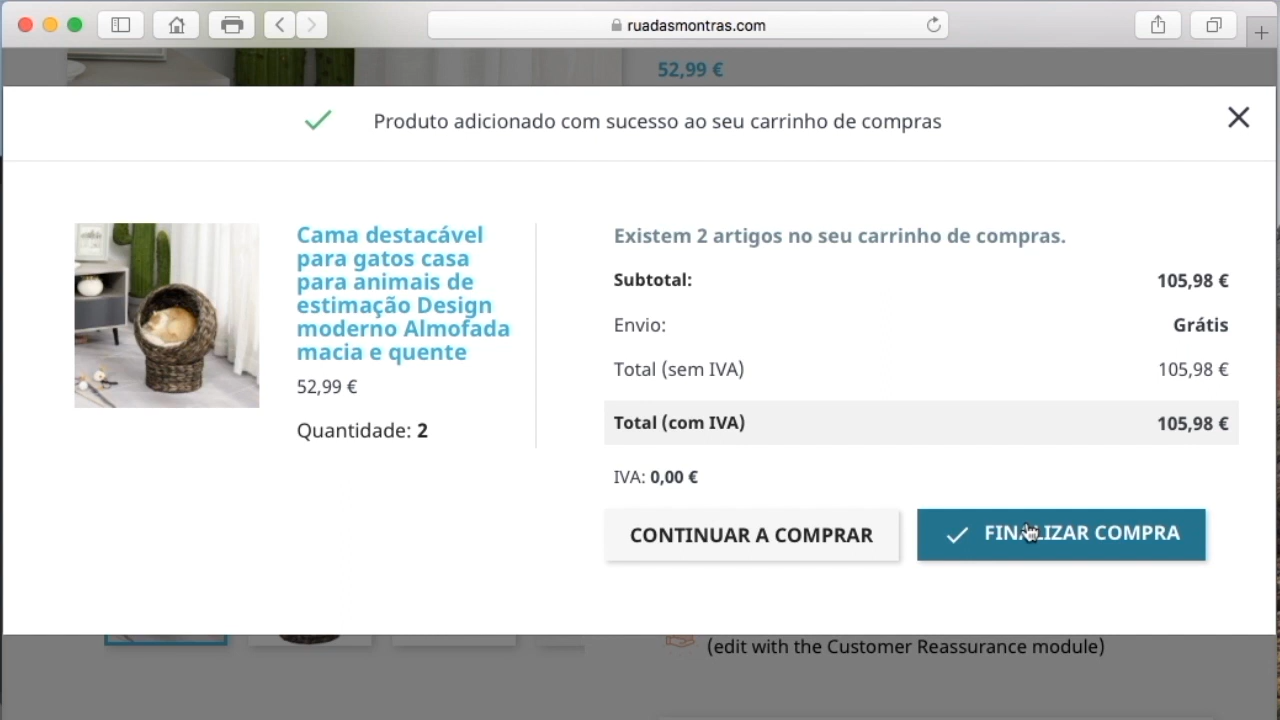 ruadasmontras.com
52,99 €
Produto adicionado com sucesso ao seu carrinho de compras
Cama destacável
para gatos casa
para animais de
estimação Design
moderno Almofada
macia e quente
52,99 €
Quantidade: 2
Existem 2 artigos no seu carrinho de compras.
Subtotal: 105,98 €
Envio: Grátis
Total (sem IVA) 105,98 €
Total (com IVA) 105,98 €
IVA: 0,00 €
CONTINUAR A COMPRAR
FINALIZAR COMPRA
(edit with the Customer Reassurance module)